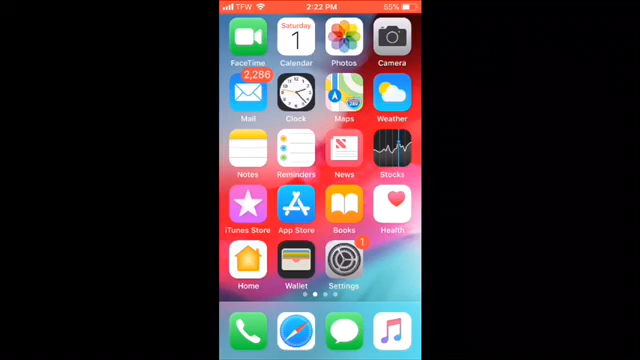 TFW 2:22 PM 55%
Saturday
1
FaceTime Calendar Photos Camera
2,286
Mail Clock Maps Weather
Notes Reminders News Stocks
iTunes Store App Store Books Health
1
Home Wallet Settings